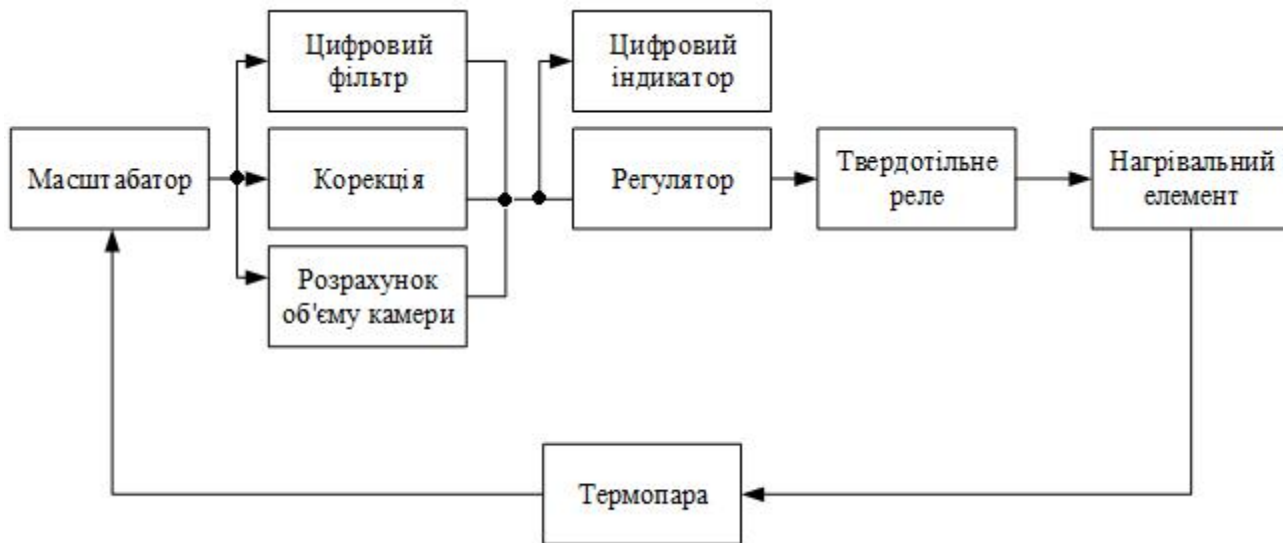 Цифровий
фільтр
Цифровий
індикатор
Масштабатор
Корекція
Регулятор
Твердотільне
реле
Нагрівальний
елемент
Розрахунок
об'єму камери
Термопара